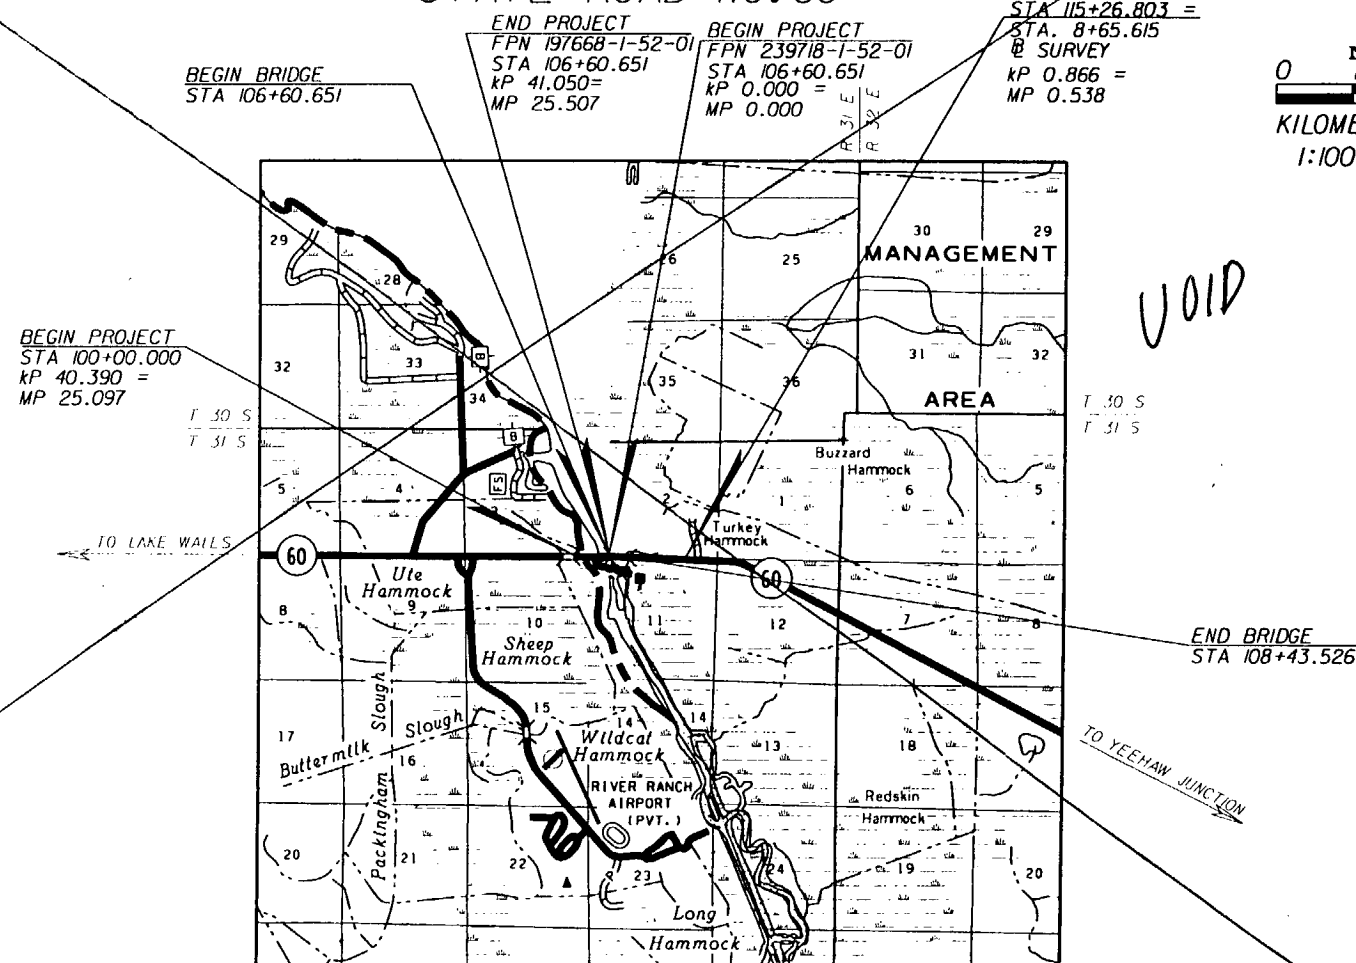 END PROJECT
FPN 197668-1-52-01
STA 106+60.651
kP 41.050=
MP 25.507
BEGIN PROJECT
FPN 239718-1-52-01
STA 106+60.651
kP 0.000 =
MP 0.000
STA 115+26.803 =
STA. 8+65.615
SURVEY
kP 0.866 =
MP 0.538
BEGIN BRIDGE
STA 106+60.651
0
1:100
R 31 E
R 32 E
VOID
BEGIN PROJECT
STA 100+00.000
kP 40.390 =
MP 25.097
T 30 S
T 31 S
T 30 S
T 31 S
29
28
26
25
30
29
MANAGEMENT
32
33
34
35
36
31
32
AREA
B
B
FS
Buzzard
Hammock
5
4
3
2
1
6
5
Turkey
Hammock
TO LAKE WALES
60
60
Ute
Hammock
8
9
10
11
12
7
8
Sheep
Hammock
END BRIDGE
STA 108+43.526
Packingham Slough
Buttermilk Slough
17
16
15
14
14
13
18
Wildcat
Hammock
TO YEEHAW JUNCTION
RIVER RANCH
AIRPORT
(PVT.)
Redskin
Hammock
20
21
22
23
24
19
20
Long
Hammock